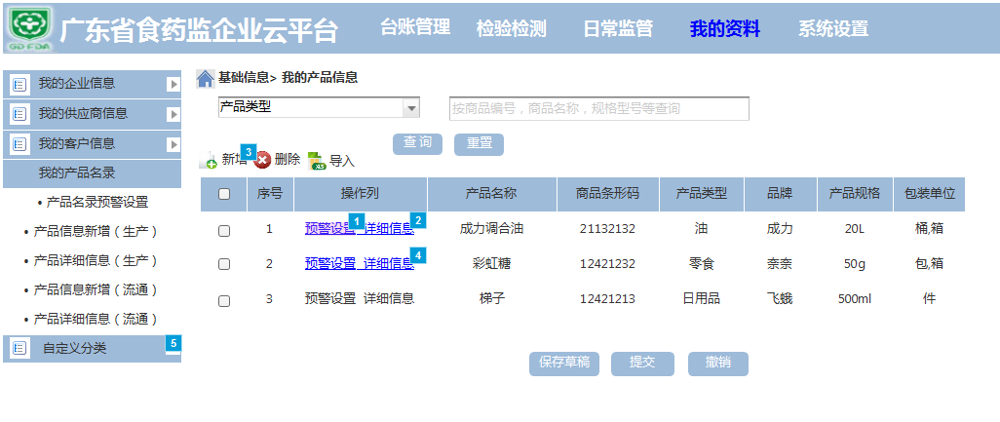 GD FDA 广东省食药监企业云平台 台账管理 检验检测 日常监管 我的资料 系统设置
我的企业信息
我的供应商信息
我的客户信息
我的产品名录
• 产品名录预警设置
• 产品信息新增（生产）
• 产品详细信息（生产）
• 产品信息新增（流通）
• 产品详细信息（流通）
自定义分类 5
基础信息> 我的产品信息
产品类型 按商品编号，商品名称，规格型号等查询
查 询 重置
新增 3 删除 XLS 导入
序号 操作列 产品名称 商品条形码 产品类型 品牌 产品规格 包装单位
1 预警设置 1 详细信息 2 成力调合油 21132132 油 成力 20L 桶,箱
2 预警设置 详细信息 4 彩虹糖 12421232 零食 亲亲 50g 包,箱
3 预警设置 详细信息 梯子 12421213 日用品 飞蛾 500ml 件
保存草稿 提交 撤销